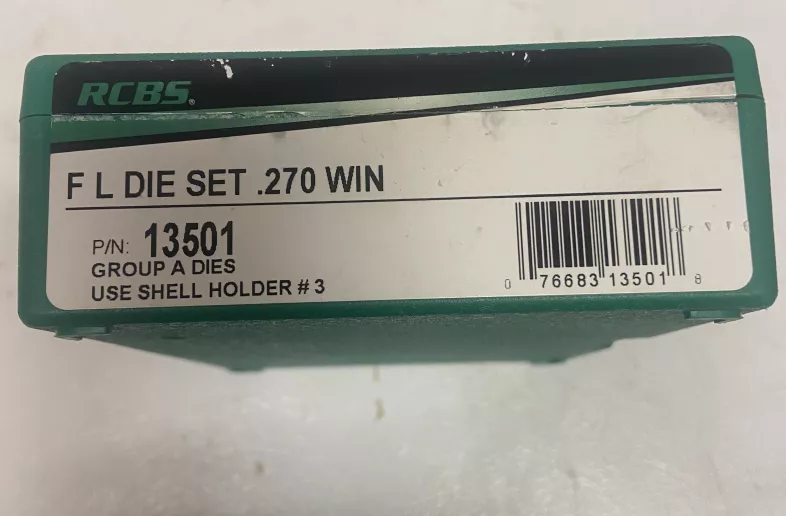 RCBS®
F L DIE SET .270 WIN
P/N: 13501
GROUP A DIES
USE SHELL HOLDER # 3
0 76683 13501 8